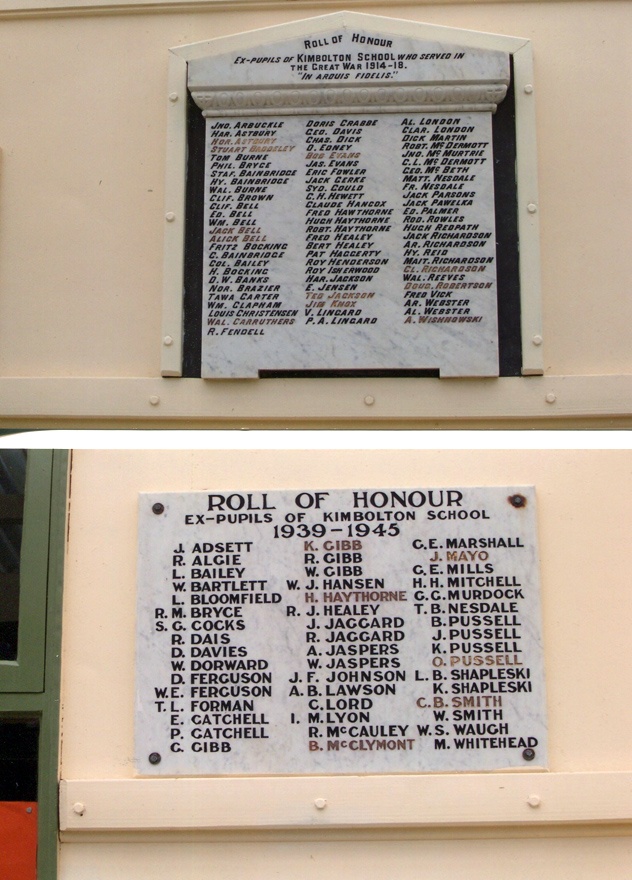 ROLL OF HONOUR
EX-PUPILS OF KIMBOLTON SCHOOL WHO SERVED IN
THE GREAT WAR 1914-18.
"IN ARDUIS FIDELIS."
JNO. ARBUCKLE
HAR. ASTBURY
HOR. ASTBURY
STUART BADDELEY
TOM BURNE
PHIL. BRYCE
STAF. BAINBRIDGE
HY. BAINBRIDGE
WAL. BURNE
CLIF. BROWN
CLIF. BELL
ED. BELL
WM. BELL
JACK BELL
ALICK BELL
FRITZ BOCKING
C. BAINBRIDGE
COL. BAILEY
H. BOCKING
D. W. BANKS
NOR. BRAZIER
TAWA CARTER
WM. CLAPHAM
LOUIS CHRISTENSEN
WAL. CARRUTHERS
R. FENDELL
DORIS CRABBE
GEO. DAVIS
CHAS. DICK
D. EDNEY
BOB EVANS
JAS. EVANS
ERIC FOWLER
JACK GERKE
SYD. GOULD
C. H. HEWETT
CLAUDE HANCOX
FRED HAWTHORNE
HUGH HAYTHORNE
ROBT. HAYTHORNE
FRED HEALEY
BERT HEALEY
PAT HAGGERTY
ROY HENDERSON
ROY ISHERWOOD
HAR. JACKSON
E. JENSEN
TED JACKSON
JIM KNOX
V. LINGARD
P. A. LINGARD
AL. LONDON
CLAR. LONDON
DICK MARTIN
ROBT. McDERMOTT
JNO. McMURTRIE
C. L. McDERMOTT
GEO. McBETH
MATT. NESDALE
FR. NESDALE
JACK PARSONS
JACK PAWELKA
ED. PALMER
ROD. POWLES
HUGH REDPATH
JACK RICHARDSON
AR. RICHARDSON
HY. REID
MAIT. RICHARDSON
CL. RICHARDSON
WAL. REEVES
DOUG. ROBERTSON
FRED VICK
AR. WEBSTER
AL. WEBSTER
A. WISHNOWSKI
ROLL OF HONOUR
EX-PUPILS OF KIMBOLTON SCHOOL
1939-1945
J. ADSETT
R. ALGIE
L. BAILEY
W. BARTLETT
L. BLOOMFIELD
R. M. BRYCE
S. G. COCKS
R. DAIS
D. DAVIES
W. DORWARD
D. FERGUSON
W. E. FERGUSON
T. L. FORMAN
E. GATCHELL
P. GATCHELL
G. GIBB
K. GIBB
R. GIBB
W. GIBB
W. J. HANSEN
H. HAYTHORNE
R. J. HEALEY
J. JAGGARD
R. JAGGARD
A. JASPERS
W. JASPERS
J. F. JOHNSON
A. B. LAWSON
C. LORD
I. M. LYON
R. McCAULEY
B. McCLYMONT
G. E. MARSHALL
J. MAYO
G. E. MILLS
H. H. MITCHELL
G. G. MURDOCK
T. B. NESDALE
B. PUSSELL
J. PUSSELL
K. PUSSELL
O. PUSSELL
L. B. SHAPLESKI
K. SHAPLESKI
C. B. SMITH
W. SMITH
W. S. WAUGH
M. WHITEHEAD